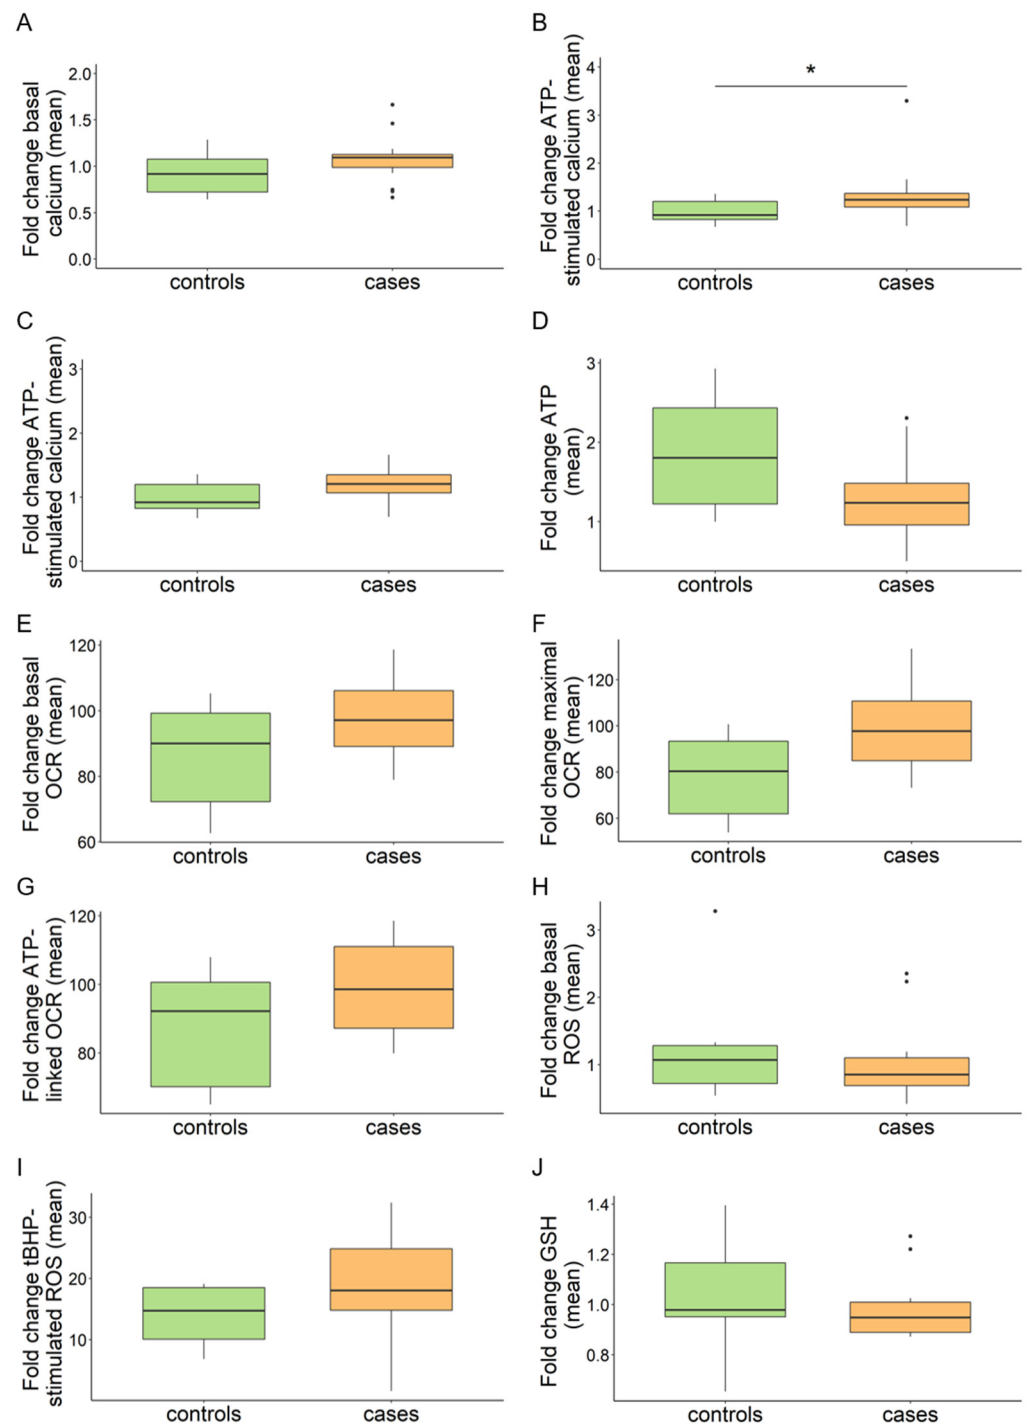 A
Fold change basal
calcium (mean)
2.0
1.5
1.0
0.5
0.0
controls
cases
B
Fold change ATP-
stimulated calcium (mean)
4
3
2
1
0
*
controls
cases
C
Fold change ATP-
stimulated calcium (mean)
3
2
1
0
controls
cases
D
Fold change ATP
(mean)
3
2
1
controls
cases
E
Fold change basal
OCR (mean)
120
100
80
60
controls
cases
F
Fold change maximal
OCR (mean)
120
100
80
60
controls
cases
G
Fold change ATP-
linked OCR (mean)
120
100
80
controls
cases
H
Fold change basal
ROS (mean)
3
2
1
controls
cases
I
Fold change tBHP-
stimulated ROS (mean)
30
20
10
controls
cases
J
Fold change GSH
(mean)
1.4
1.2
1.0
0.8
controls
cases